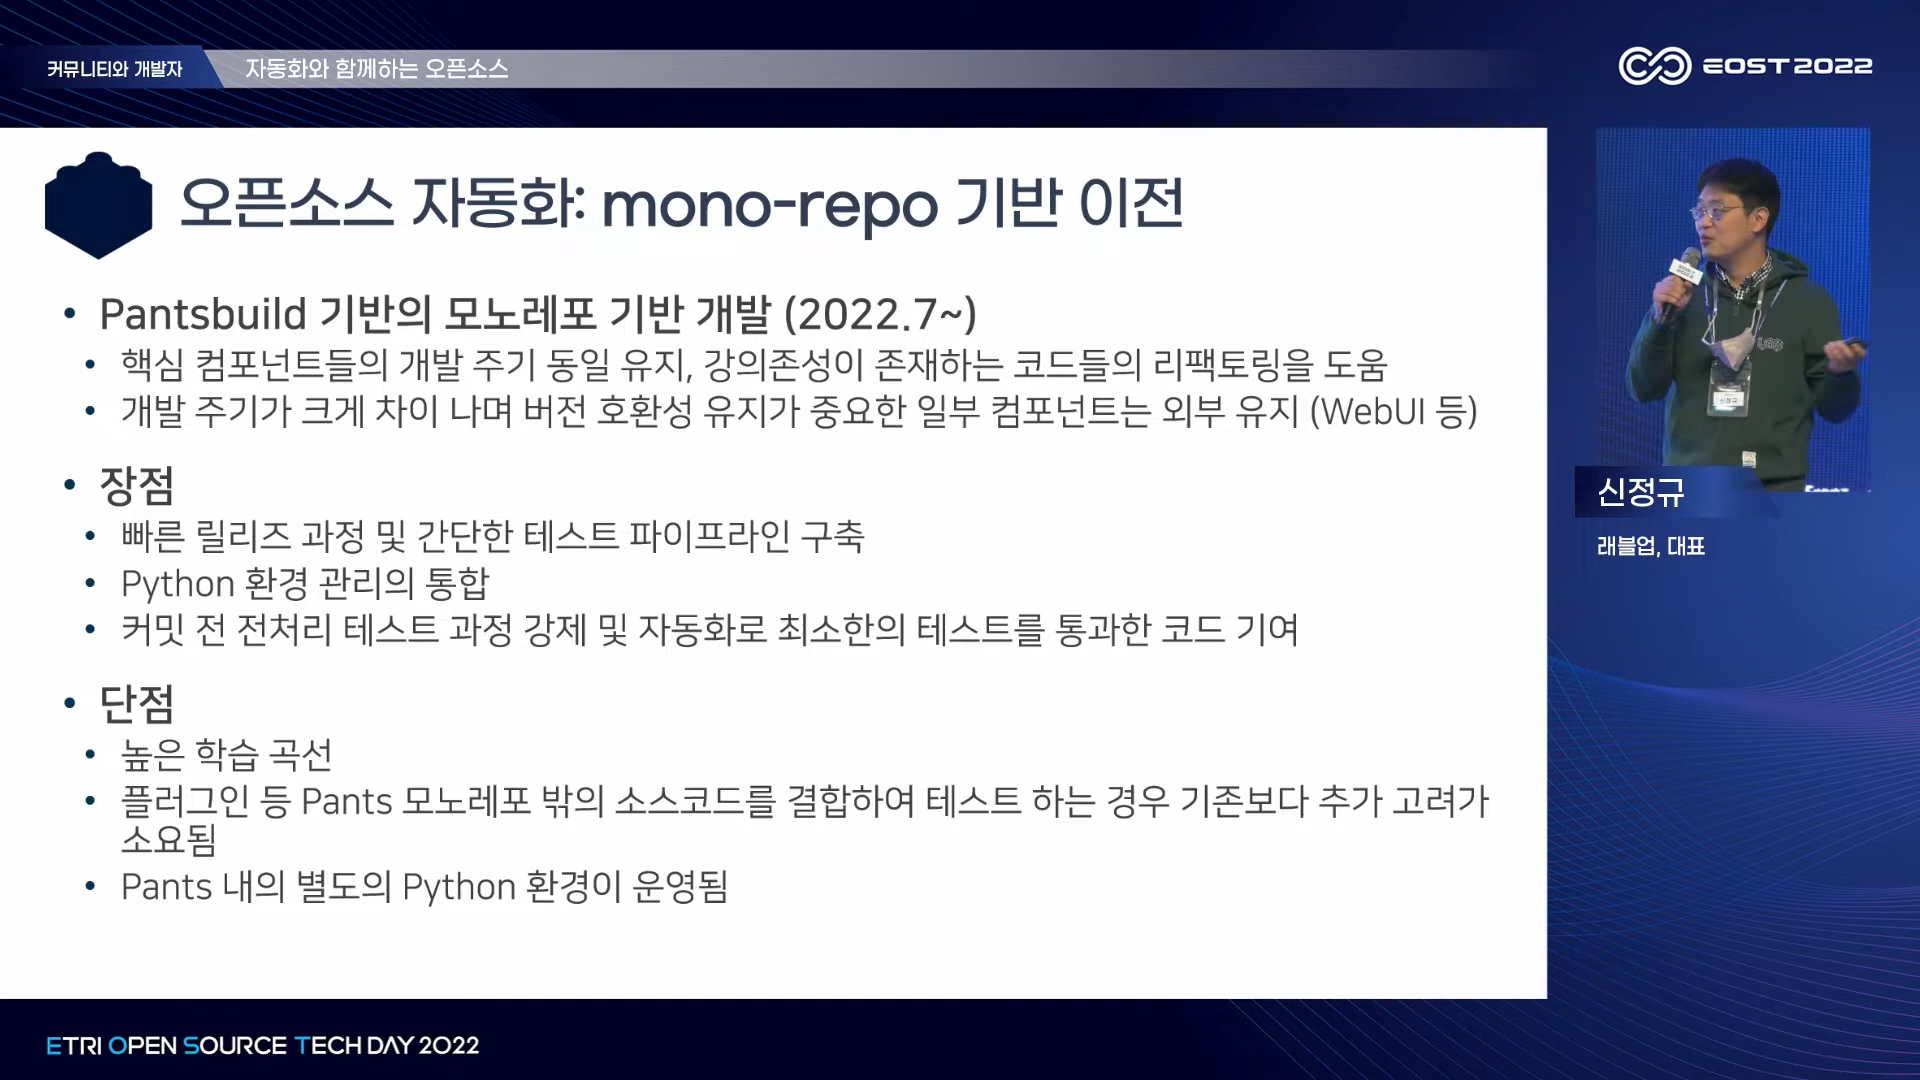 커뮤니티와 개발자
자동화와 함께하는 오픈소스
EOST 2022
오픈소스 자동화: mono-repo 기반 이전
• Pantsbuild 기반의 모노레포 기반 개발 (2022.7~)
• 핵심 컴포넌트들의 개발 주기 동일 유지, 강의존성이 존재하는 코드들의 리팩토링을 도움
• 개발 주기가 크게 차이 나며 버전 호환성 유지가 중요한 일부 컴포넌트는 외부 유지 (WebUI 등)
• 장점
• 빠른 릴리즈 과정 및 간단한 테스트 파이프라인 구축
• Python 환경 관리의 통합
• 커밋 전 전처리 테스트 과정 강제 및 자동화로 최소한의 테스트를 통과한 코드 기여
• 단점
• 높은 학습 곡선
• 플러그인 등 Pants 모노레포 밖의 소스코드를 결합하여 테스트 하는 경우 기존보다 추가 고려가
소요됨
• Pants 내의 별도의 Python 환경이 운영됨
신정규
래블업, 대표
ETRI OPEN SOURCE TECH DAY 2022